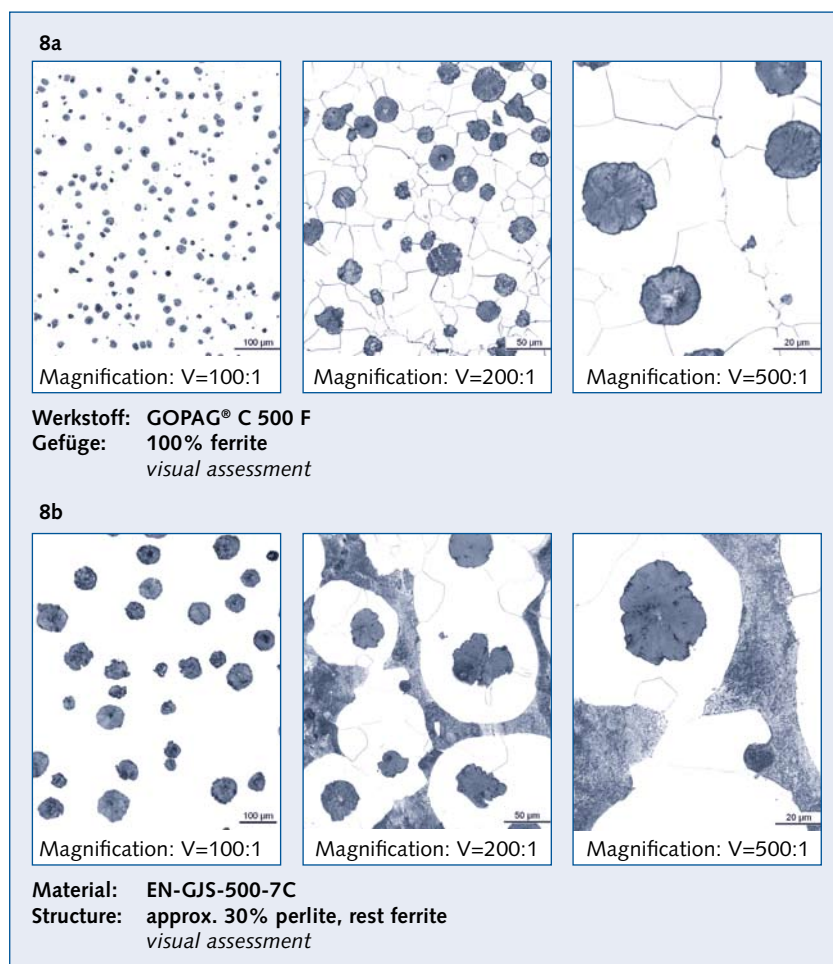 8a
100 µm
50 µm
20 µm
Magnification: V=100:1
Magnification: V=200:1
Magnification: V=500:1
Werkstoff: GOPAG® C 500 F
Gefüge: 100% ferrite
visual assessment
8b
100 µm
50 µm
20 µm
Magnification: V=100:1
Magnification: V=200:1
Magnification: V=500:1
Material: EN-GJS-500-7C
Structure: approx. 30% perlite, rest ferrite
visual assessment